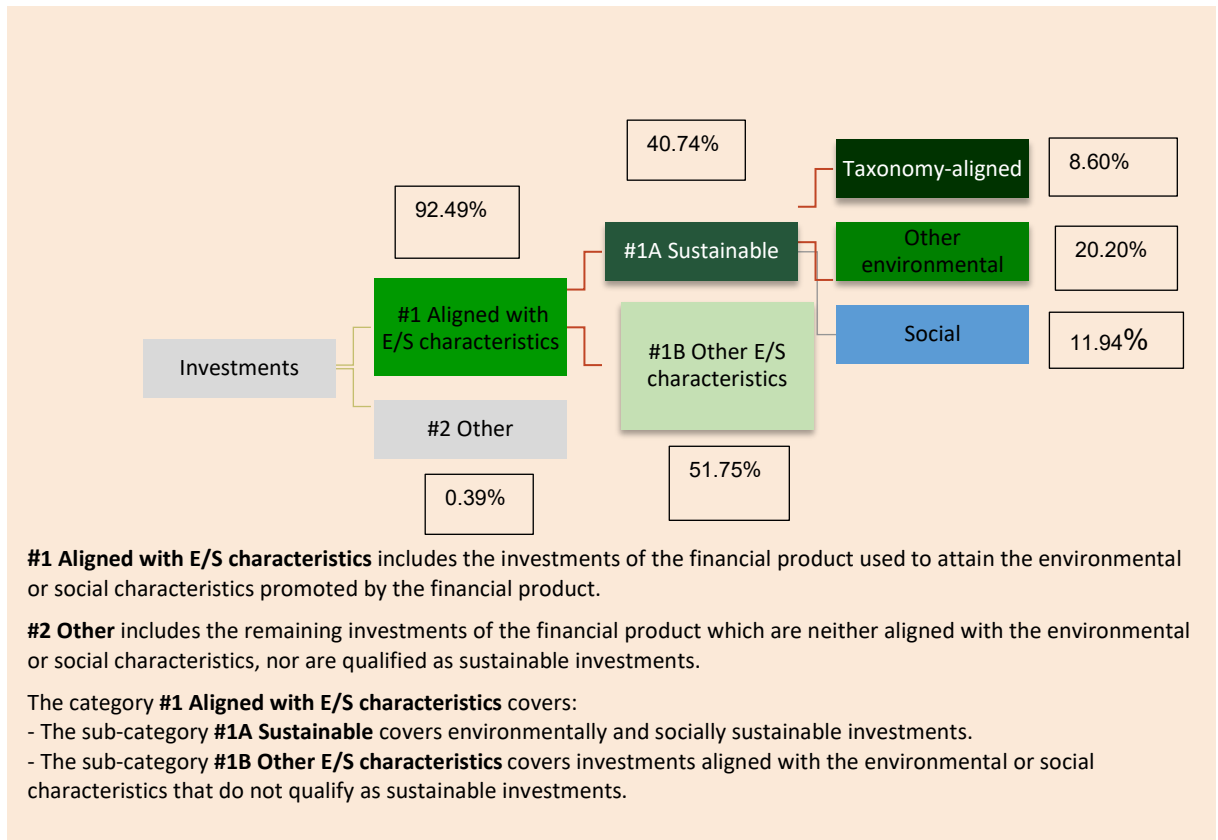 40.74%
Taxonomy-aligned
8.60%
92.49%
#1A Sustainable
Other
environmental
20.20%
#1 Aligned with
E/S characteristics
Social
11.94%
Investments
#1B Other E/S
characteristics
#2 Other
0.39%
51.75%
#1 Aligned with E/S characteristics includes the investments of the financial product used to attain the environmental
or social characteristics promoted by the financial product.
#2 Other includes the remaining investments of the financial product which are neither aligned with the environmental
or social characteristics, nor are qualified as sustainable investments.
The category #1 Aligned with E/S characteristics covers:
- The sub-category #1A Sustainable covers environmentally and socially sustainable investments.
- The sub-category #1B Other E/S characteristics covers investments aligned with the environmental or social
characteristics that do not qualify as sustainable investments.